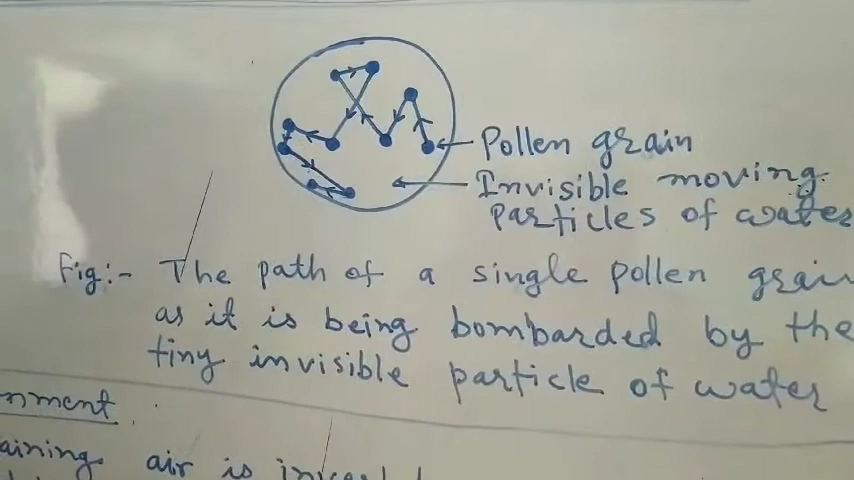 Pollen grain
Invisible moving
particles of water
Fig:- The path of a single pollen grain
as it is being bombarded by the
tiny invisible particle of water
nment
aining air is